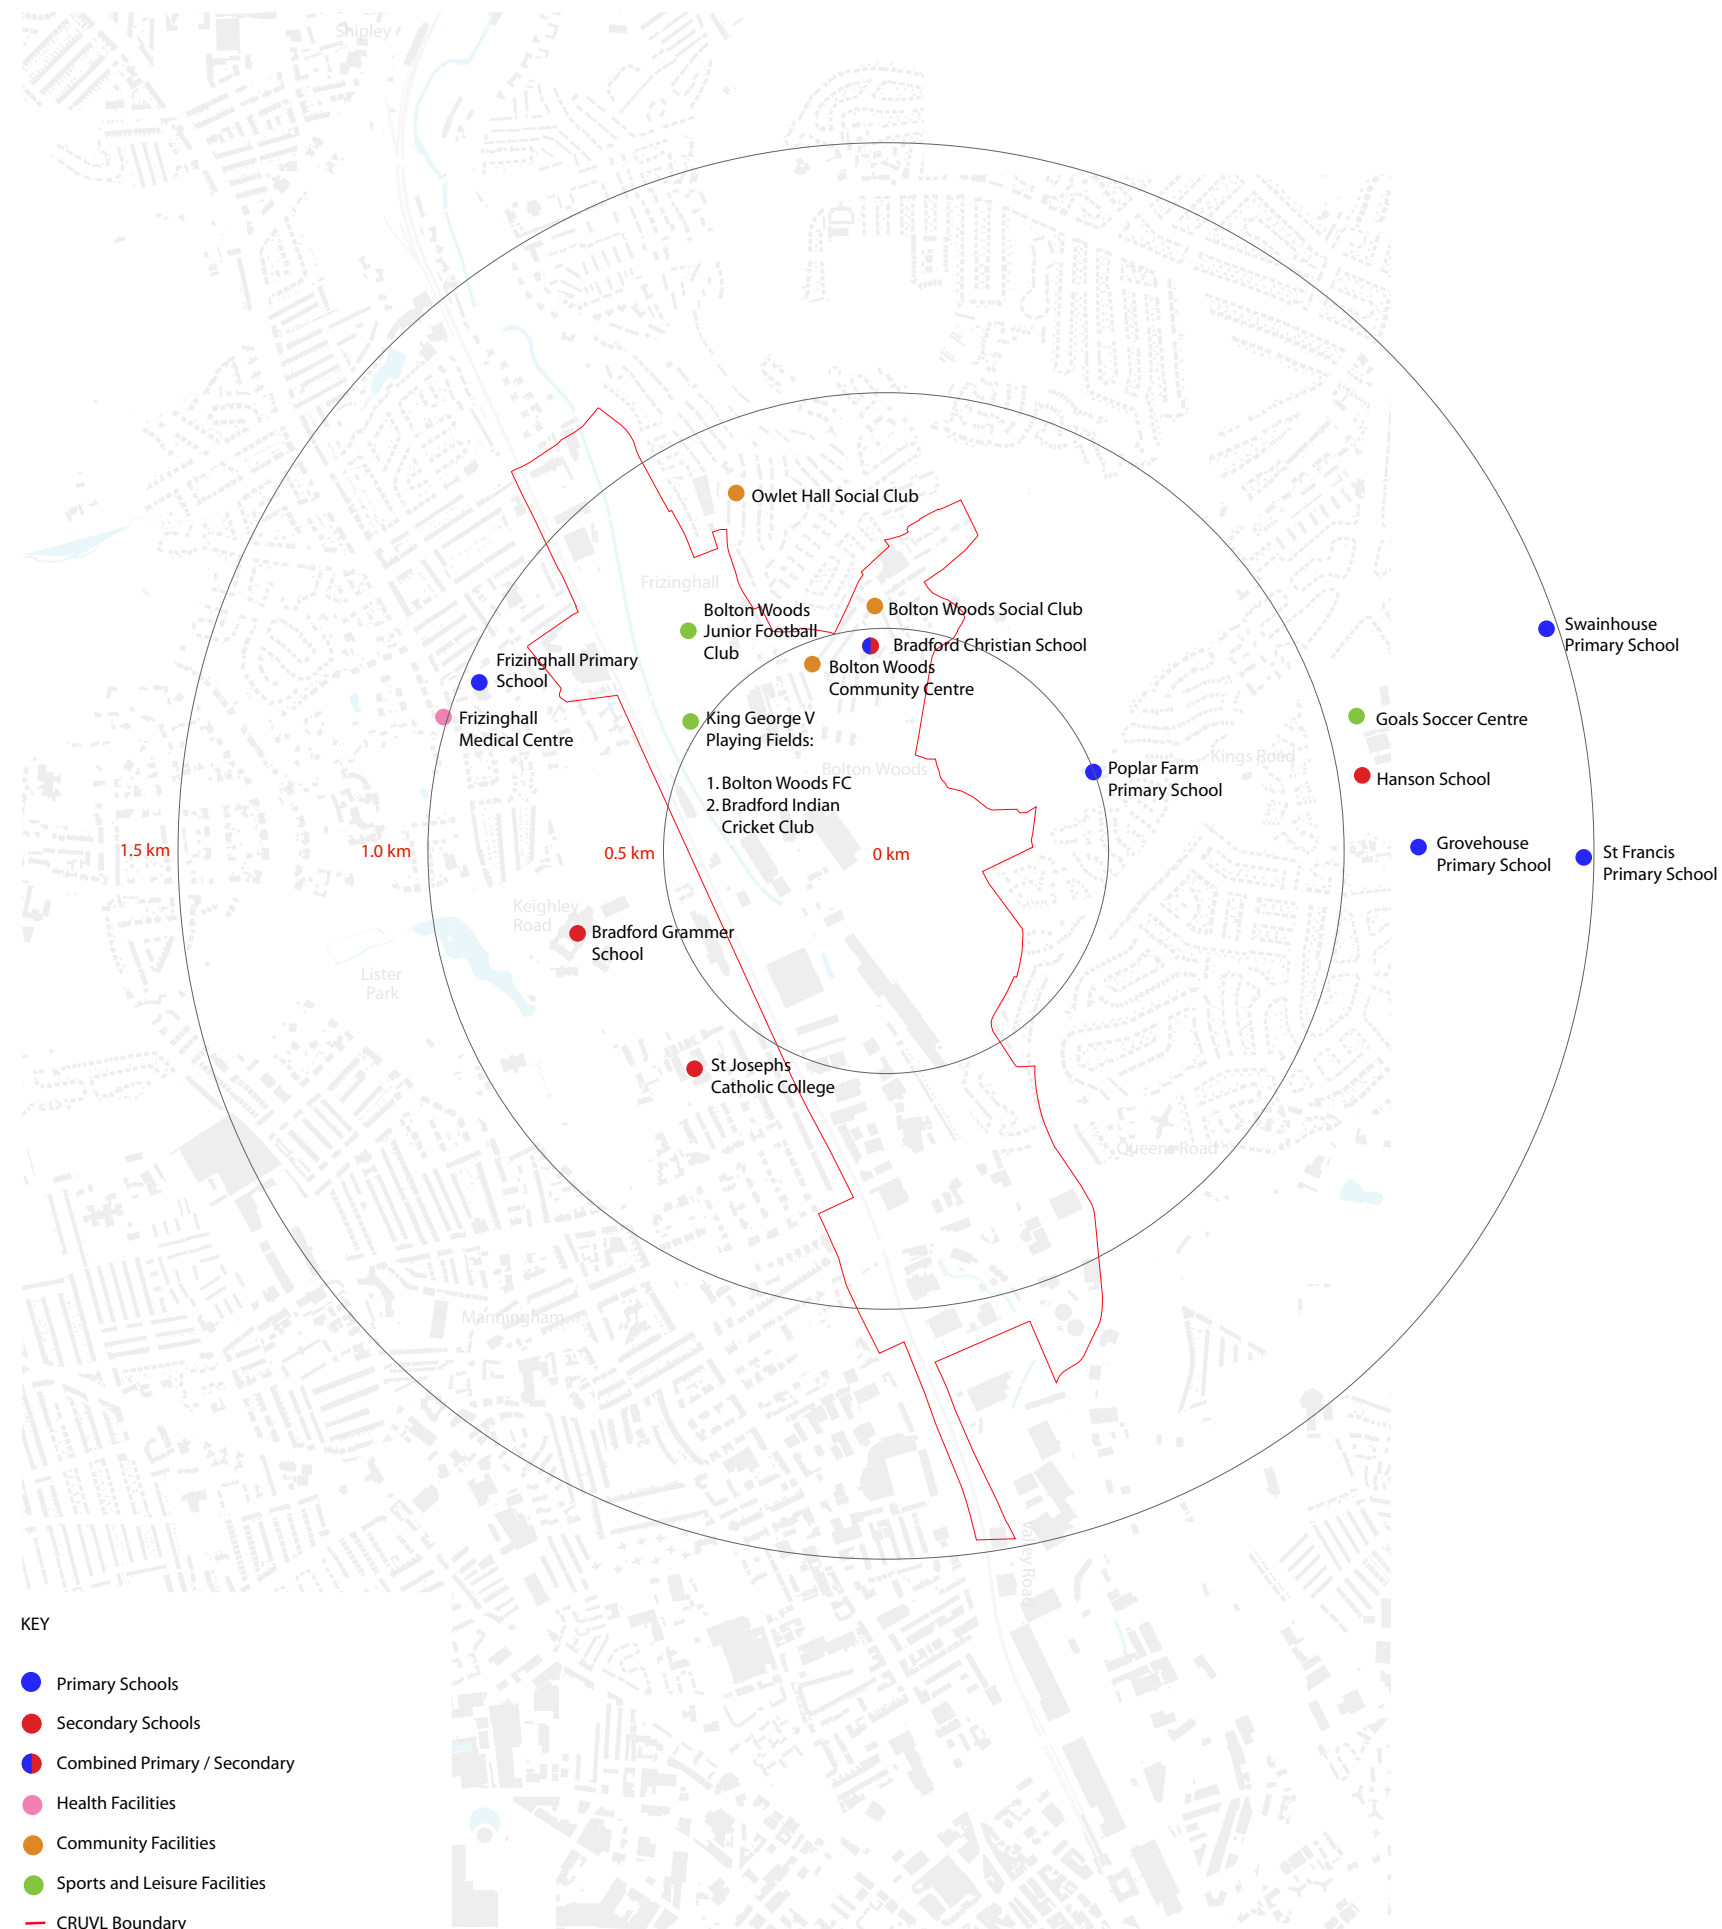 Shipley
Owlet Hall Social Club
Frizinghall
Bolton Woods
Junior Football
Club
Bolton Woods Social Club
Swainhouse
Primary School
Bradford Christian School
Frizinghall Primary
School
Bolton Woods
Community Centre
Frizinghall
Medical Centre
King George V
Playing Fields:
Goals Soccer Centre
Kings Road
Bolton Woods
Poplar Farm
Primary School
Hanson School
1. Bolton Woods FC
2. Bradford Indian
Cricket Club
1.5 km
1.0 km
0.5 km
0 km
Grovehouse
Primary School
St Francis
Primary School
Keighley
Road
Bradford Grammer
School
Lister
Park
St Josephs
Catholic College
Queens Road
Manningham
Valley Road
KEY
Primary Schools
Secondary Schools
Combined Primary / Secondary
Health Facilities
Community Facilities
Sports and Leisure Facilities
CRUVL Boundary